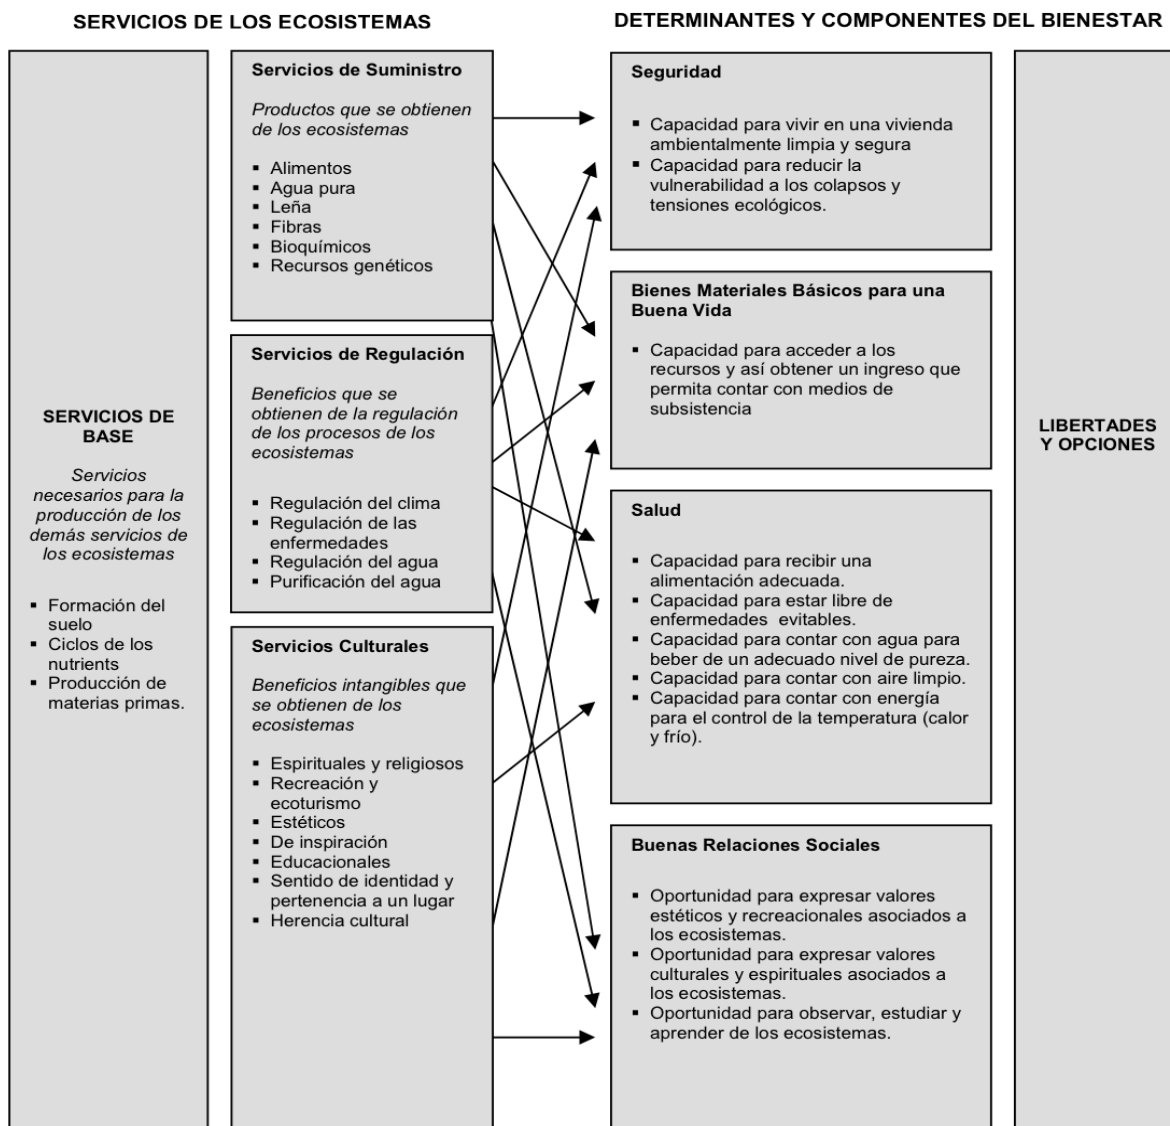 SERVICIOS DE LOS ECOSISTEMAS
DETERMINANTES Y COMPONENTES DEL BIENESTAR
SERVICIOS DE
BASE
Servicios
necesarios para la
producción de los
demás servicios de
los ecosistemas
▪ Formación del
suelo
▪ Ciclos de los
nutrients
▪ Producción de
materias primas.
Servicios de Suministro
Productos que se obtienen
de los ecosistemas
▪ Alimentos
▪ Agua pura
▪ Leña
▪ Fibras
▪ Bioquímicos
▪ Recursos genéticos
Servicios de Regulación
Beneficios que se
obtienen de la regulación
de los procesos de los
ecosistemas
▪ Regulación del clima
▪ Regulación de las
enfermedades
▪ Regulación del agua
▪ Purificación del agua
Servicios Culturales
Beneficios intangibles que
se obtienen de los
ecosistemas
▪ Espirituales y religiosos
▪ Recreación y
ecoturismo
▪ Estéticos
▪ De inspiración
▪ Educacionales
▪ Sentido de identidad y
pertenencia a un lugar
▪ Herencia cultural
Seguridad
▪ Capacidad para vivir en una vivienda
ambientalmente limpia y segura
▪ Capacidad para reducir la
vulnerabilidad a los colapsos y
tensiones ecológicos.
Bienes Materiales Básicos para una
Buena Vida
▪ Capacidad para acceder a los
recursos y así obtener un ingreso que
permita contar con medios de
subsistencia
Salud
▪ Capacidad para recibir una
alimentación adecuada.
▪ Capacidad para estar libre de
enfermedades evitables.
▪ Capacidad para contar con agua para
beber de un adecuado nivel de pureza.
▪ Capacidad para contar con aire limpio.
▪ Capacidad para contar con energía
para el control de la temperatura (calor
y frío).
Buenas Relaciones Sociales
▪ Oportunidad para expresar valores
estéticos y recreacionales asociados a
los ecosistemas.
▪ Oportunidad para expresar valores
culturales y espirituales asociados a
los ecosistemas.
▪ Oportunidad para observar, estudiar y
aprender de los ecosistemas.
LIBERTADES
Y OPCIONES